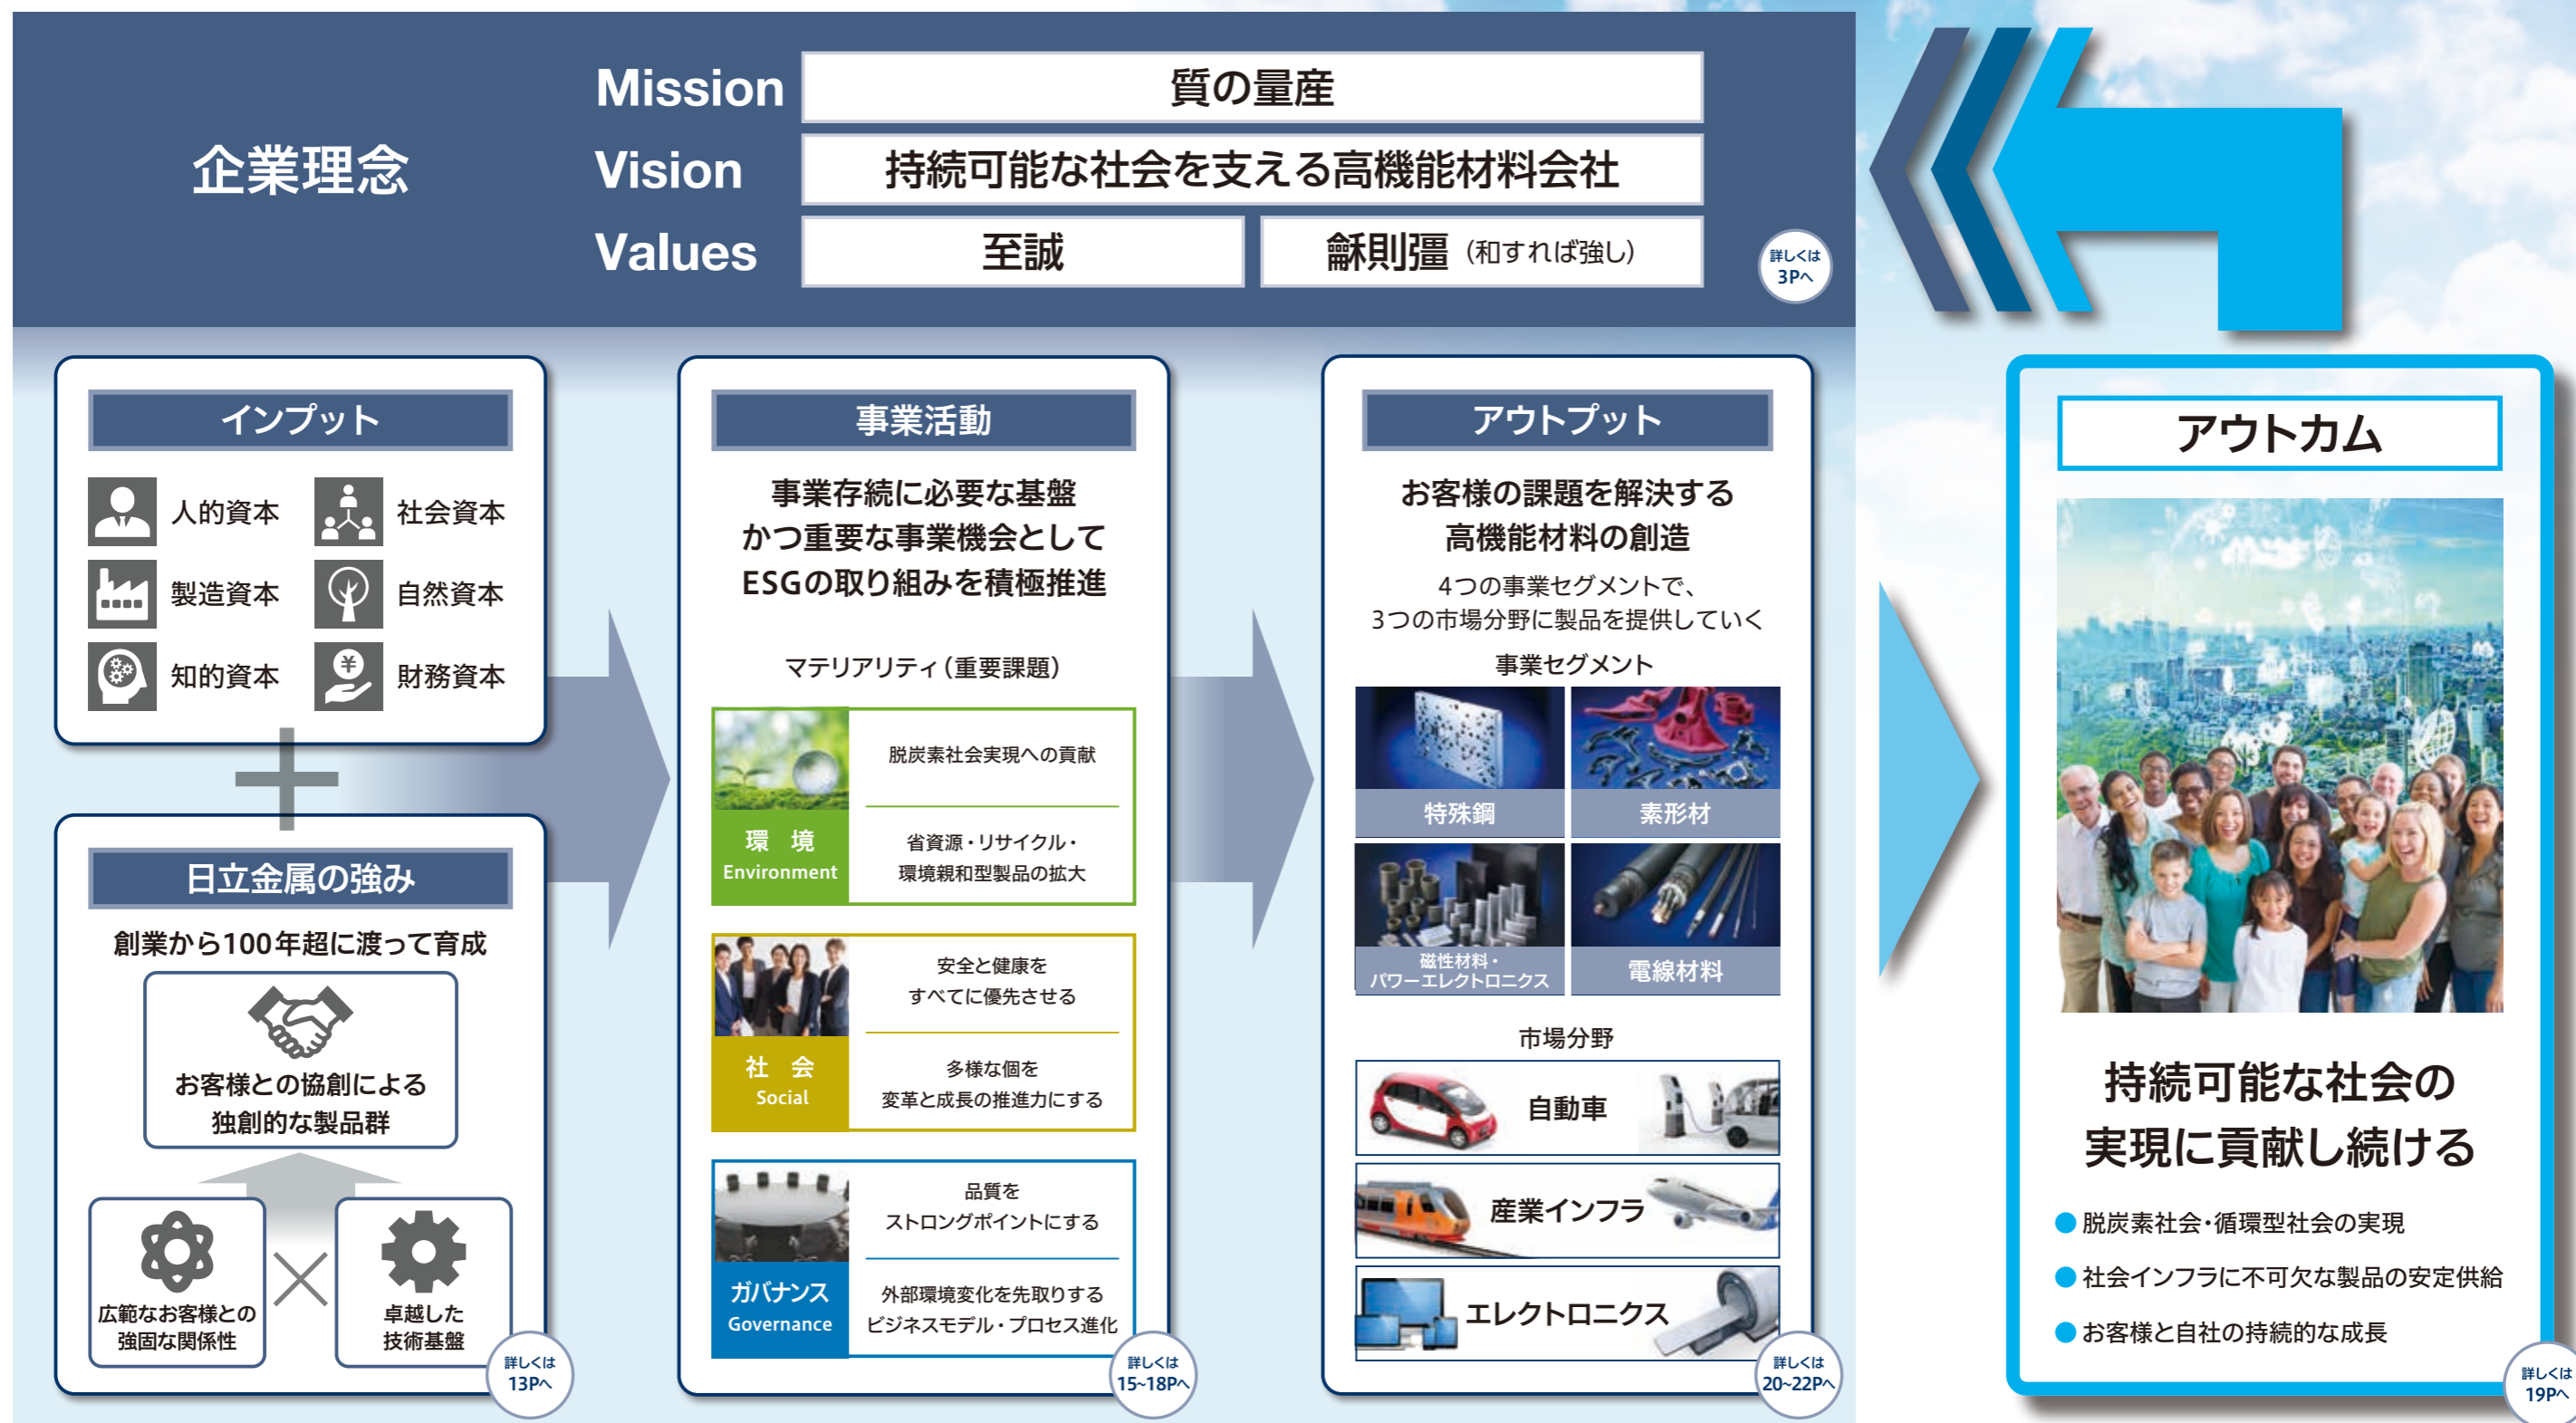 企業理念
Mission
質の量産
Vision
持続可能な社会を支える高機能材料会社
Values
至誠
龢則彊（和すれば強し）
詳しくは
3Pへ
インプット
人的資本
社会資本
製造資本
自然資本
知的資本
財務資本
日立金属の強み
創業から100年超に渡って育成
お客様との協創による
独創的な製品群
広範なお客様との
強固な関係性
卓越した
技術基盤
詳しくは
13Pへ
事業活動
事業存続に必要な基盤
かつ重要な事業機会として
ESGの取り組みを積極推進
マテリアリティ（重要課題）
環 境
Environment
脱炭素社会実現への貢献
省資源・リサイクル・
環境親和型製品の拡大
社 会
Social
安全と健康を
すべてに優先させる
多様な個を
変革と成長の推進力にする
ガバナンス
Governance
品質を
ストロングポイントにする
外部環境変化を先取りする
ビジネスモデル・プロセス進化
詳しくは
15~18Pへ
アウトプット
お客様の課題を解決する
高機能材料の創造
4つの事業セグメントで、
3つの市場分野に製品を提供していく
事業セグメント
特殊鋼
素形材
磁性材料・
パワーエレクトロニクス
電線材料
市場分野
自動車
産業インフラ
エレクトロニクス
詳しくは
20~22Pへ
アウトカム
持続可能な社会の
実現に貢献し続ける
●脱炭素社会・循環型社会の実現
●社会インフラに不可欠な製品の安定供給
●お客様と自社の持続的な成長
詳しくは
19Pへ